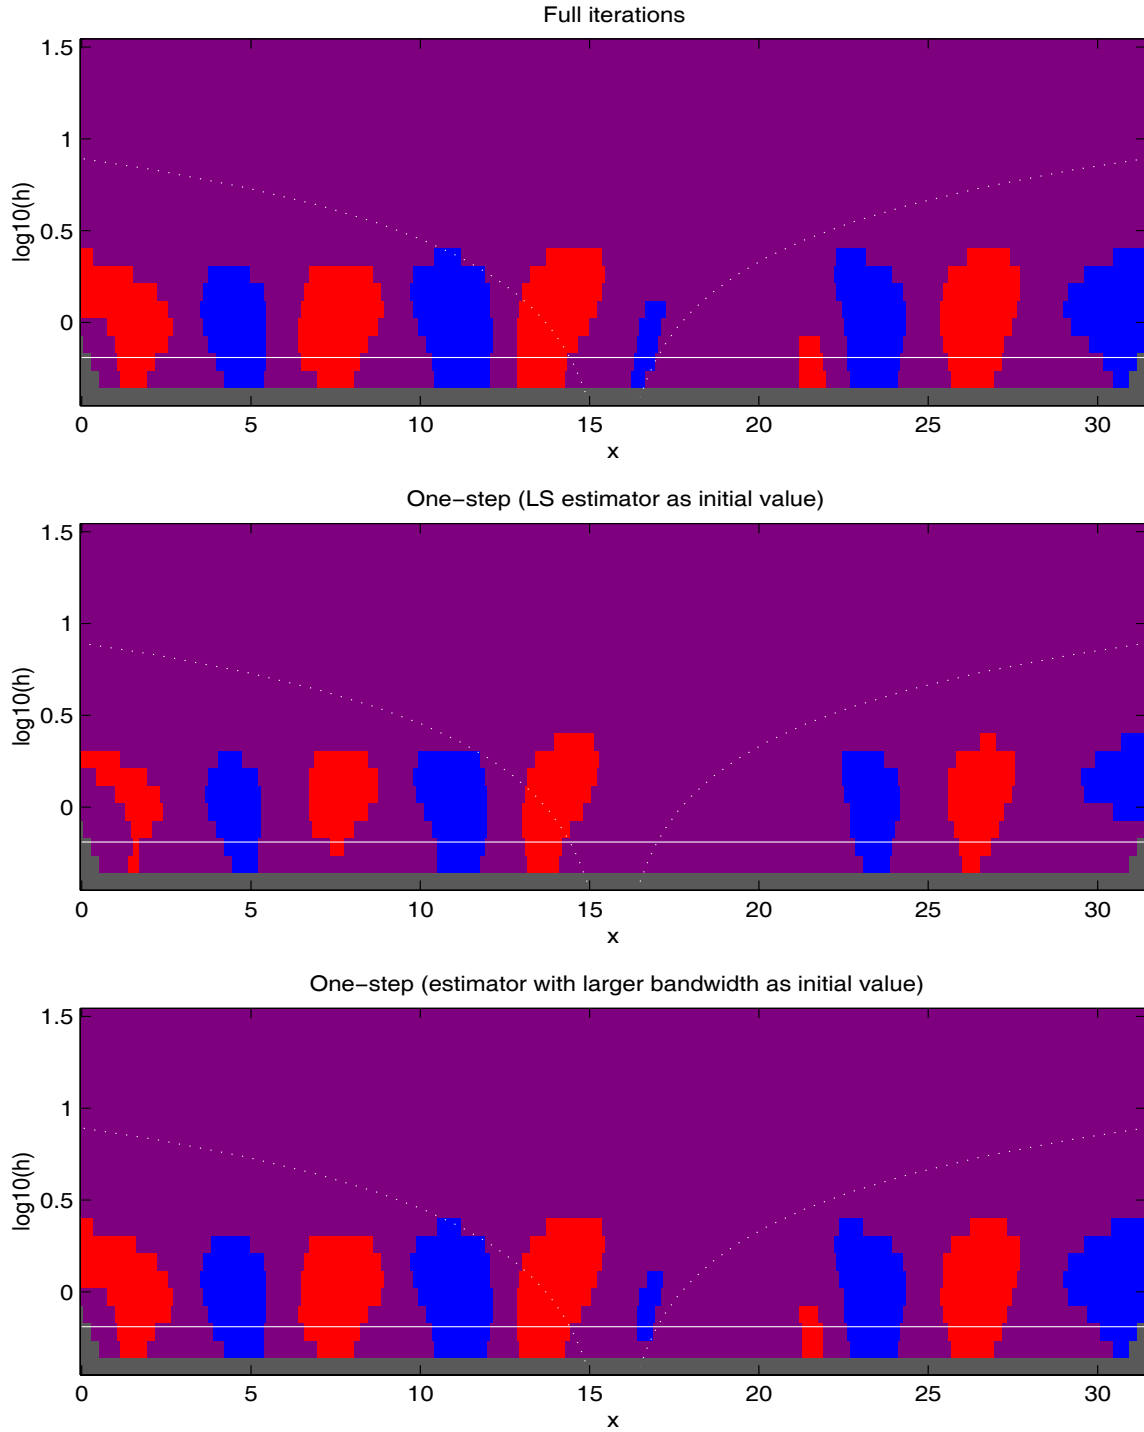 Full iterations
1.5
1
0.5
0
log10(h)
0 5 10 15 20 25 30
x
One−step (LS estimator as initial value)
1.5
1
0.5
0
log10(h)
0 5 10 15 20 25 30
x
One−step (estimator with larger bandwidth as initial value)
1.5
1
0.5
0
log10(h)
0 5 10 15 20 25 30
x